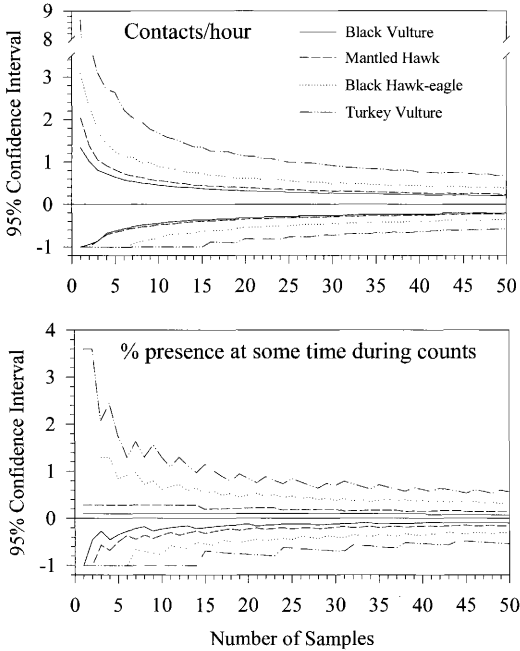 9
8
3
2
1
0
-1
95% Confidence Interval
Contacts/hour
Black Vulture
Mantled Hawk
Black Hawk-eagle
Turkey Vulture
0 5 10 15 20 25 30 35 40 45 50
4
3
2
1
0
-1
95% Confidence Interval
% presence at some time during counts
0 5 10 15 20 25 30 35 40 45 50
Number of Samples